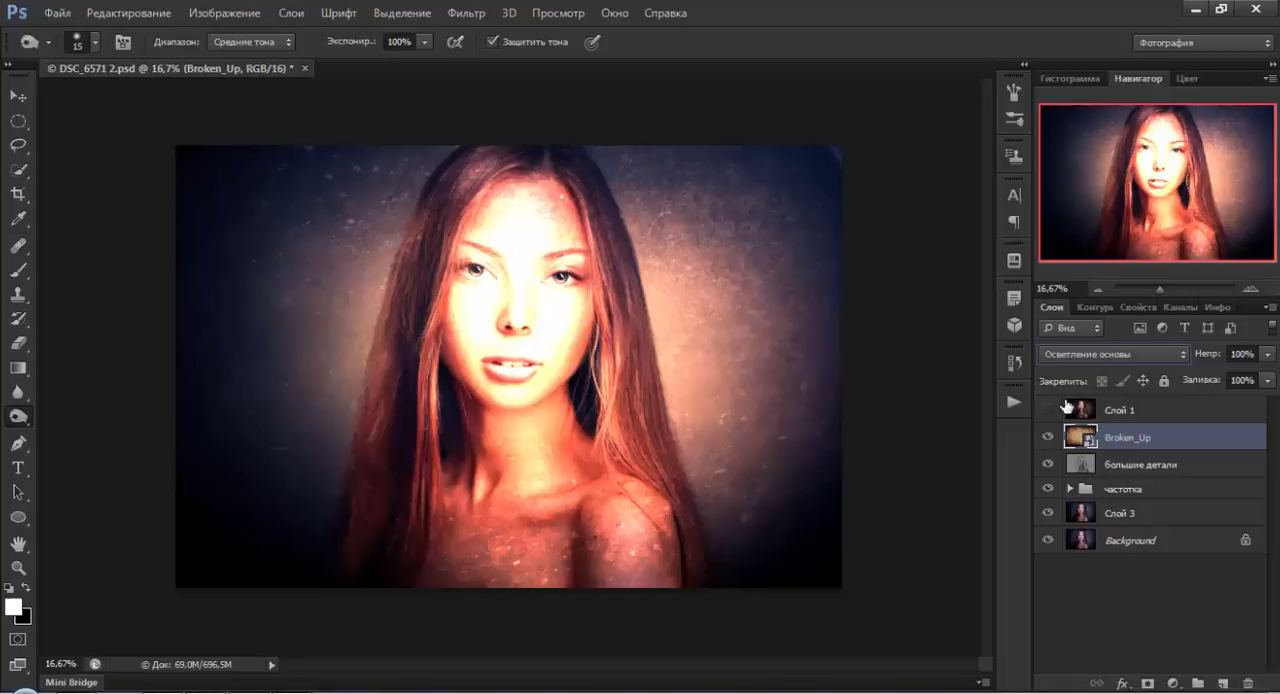 Ps Файл Редактирование Изображение Слои Шрифт Выделение Фильтр 3D Просмотр Окно Справка
15 Диапазон: Средние тона Экспонир.: 100% Защитить тона Фотография
© DSC_6571 2.psd @ 16,7% (Broken_Up, RGB/16) * ×
Гистограмма Навигатор Цвет
16,67%
Слои Контурь Свойств Каналы Инфо
Вид
Осветление основы Непр: 100%
Закрепить: Заливка: 100%
Слой 1
Broken_Up
большие детали
частотка
Слой 3
Background
16,67% © Док: 69,0M/696,5M
Mini Bridge